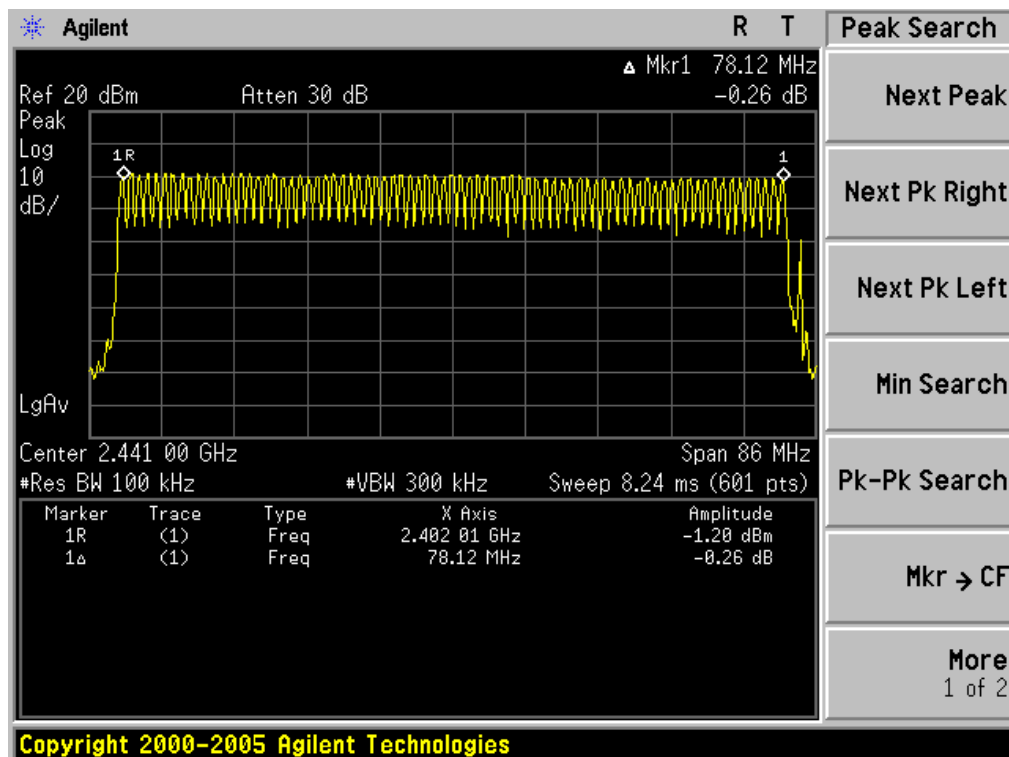 Agilent R T
Peak Search
▵ Mkr1 78.12 MHz
Ref 20 dBm Atten 30 dB −0.26 dB
Peak
Log
10
dB/
1R
1
LgAv
Center 2.441 00 GHz Span 86 MHz
#Res BW 100 kHz #VBW 300 kHz Sweep 8.24 ms (601 pts)
Marker Trace Type X Axis Amplitude
1R (1) Freq 2.402 01 GHz −1.20 dBm
1▵ (1) Freq 78.12 MHz −0.26 dB
Next Peak
Next Pk Right
Next Pk Left
Min Search
Pk-Pk Search
Mkr → CF
More
1 of 2
Copyright 2000-2005 Agilent Technologies